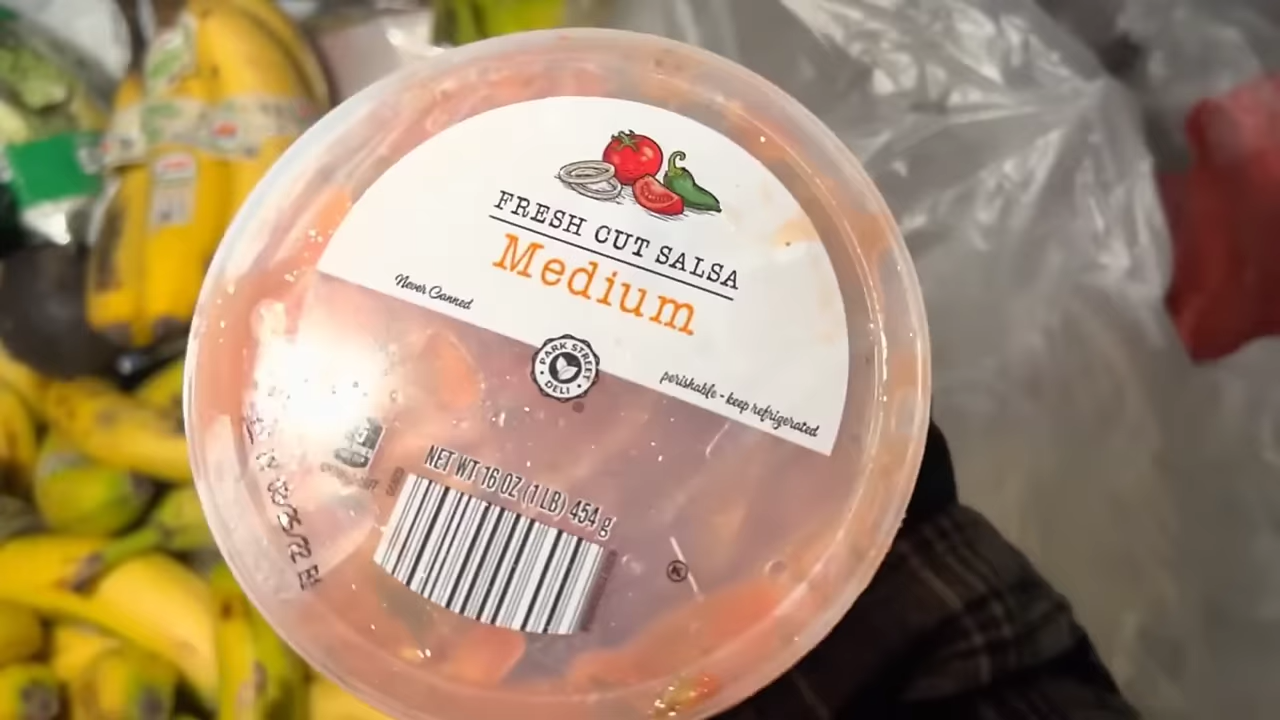 FRESH CUT SALSA
Medium
Never Canned
PARK STREET
DELI
perishable - keep refrigerated
NET WT 16 OZ (1 LB) 454 g
K